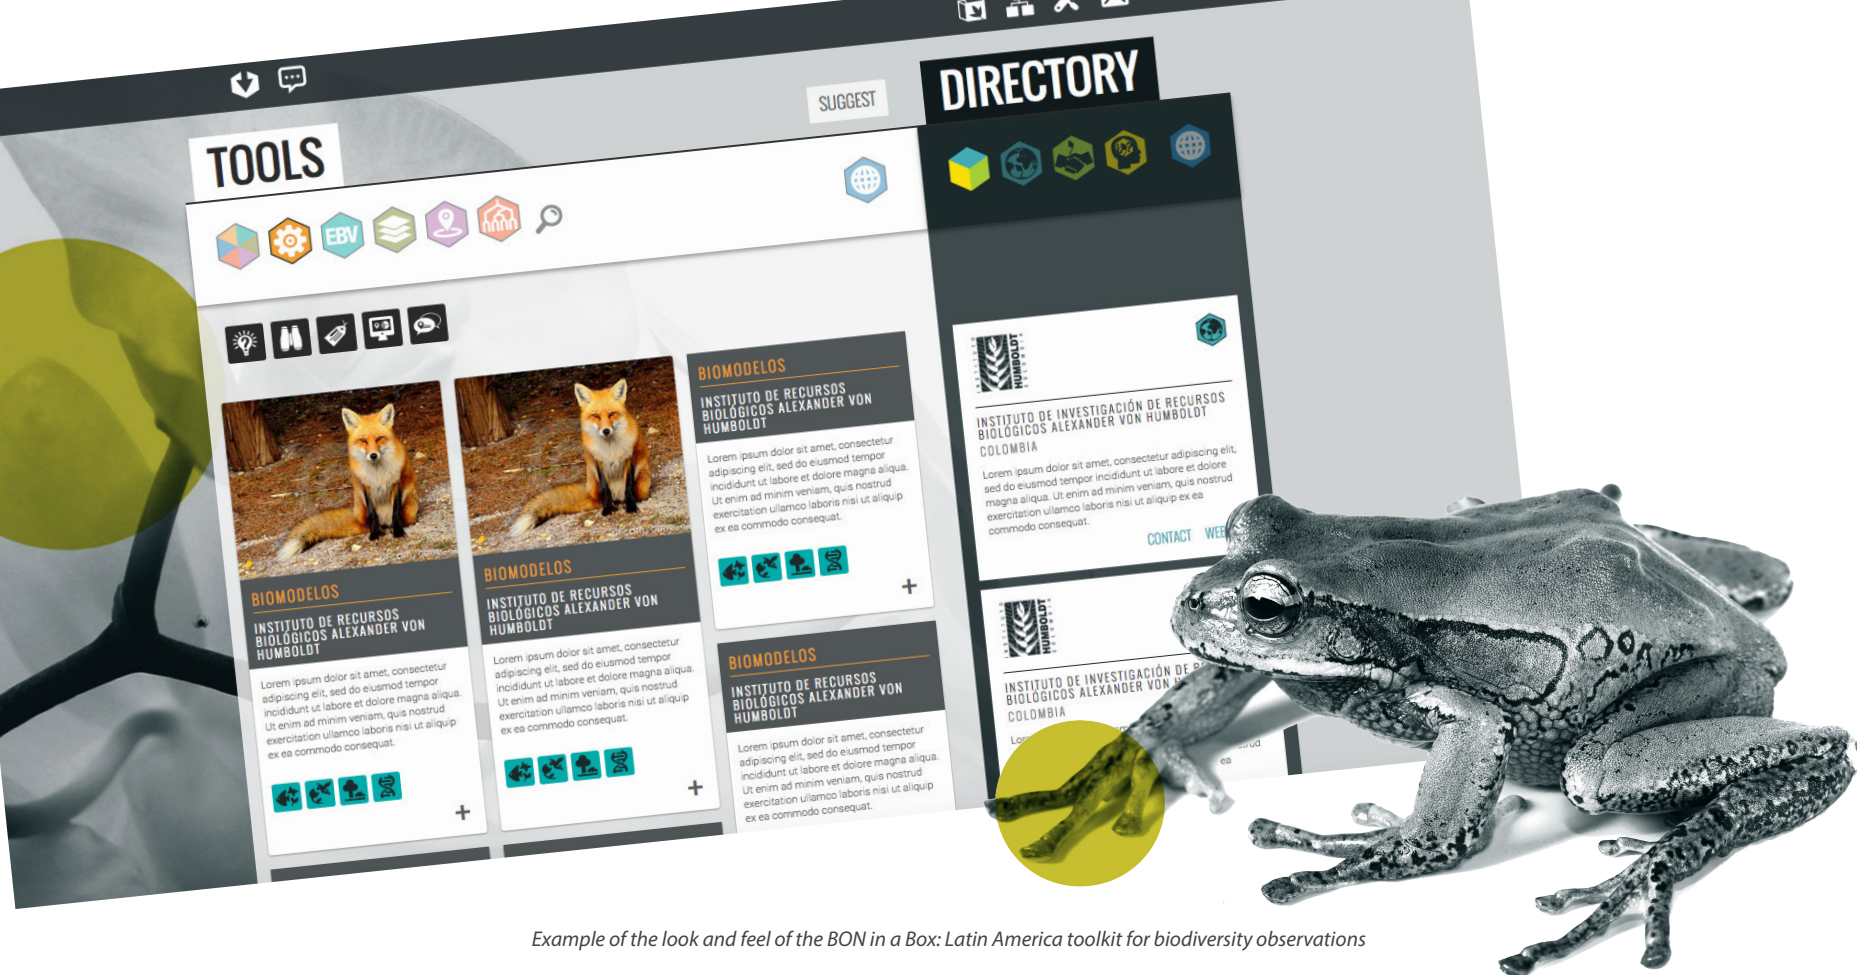 SUGGEST
DIRECTORY
TOOLS
EBV
BIOMODELOS
INSTITUTO DE RECURSOS
BIOLÓGICOS ALEXANDER VON
HUMBOLDT
Lorem ipsum dolor sit amet, consectetur
adipiscing elit, sed do eiusmod tempor
incididunt ut labore et dolore magna aliqua.
Ut enim ad minim veniam, quis nostrud
exercitation ullamco laboris nisi ut aliquip
ex ea commodo consequat.
+
BIOMODELOS
INSTITUTO DE RECURSOS
BIOLÓGICOS ALEXANDER VON
HUMBOLDT
Lorem ipsum dolor sit amet, consectetur
adipiscing elit, sed do eiusmod tempor
incididunt ut labore et dolore magna aliqua.
Ut enim ad minim veniam, quis nostrud
exercitation ullamco laboris nisi ut aliquip
ex ea commodo consequat.
+
BIOMODELOS
INSTITUTO DE RECURSOS
BIOLÓGICOS ALEXANDER VON
HUMBOLDT
Lorem ipsum dolor sit amet, consectetur
adipiscing elit, sed do eiusmod tempor
incididunt ut labore et dolore magna aliqua.
Ut enim ad minim veniam, quis nostrud
exercitation ullamco laboris nisi ut aliquip
ex ea commodo consequat.
+
BIOMODELOS
INSTITUTO DE RECURSOS
BIOLÓGICOS ALEXANDER VON
HUMBOLDT
Lorem ipsum dolor sit amet, consectetur
adipiscing elit, sed do eiusmod tempor
incididunt ut labore et dolore magna aliqua.
Ut enim ad minim veniam, quis nostrud
exercitation ullamco laboris nisi ut aliquip
ex ea commodo consequat.
INSTITUTO
HUMBOLDT
COLOMBIA
INSTITUTO DE INVESTIGACIÓN DE RECURSOS
BIOLÓGICOS ALEXANDER VON HUMBOLDT
COLOMBIA
Lorem ipsum dolor sit amet, consectetur adipiscing elit,
sed do eiusmod tempor incididunt ut labore et dolore
magna aliqua. Ut enim ad minim veniam, quis nostrud
exercitation ullamco laboris nisi ut aliquip ex ea
commodo consequat.
CONTACT WEB
INSTITUTO
HUMBOLDT
COLOMBIA
INSTITUTO DE INVESTIGACIÓN DE
BIOLÓGICOS ALEXANDER VON
COLOMBIA
ea
Example of the look and feel of the BON in a Box: Latin America toolkit for biodiversity observations